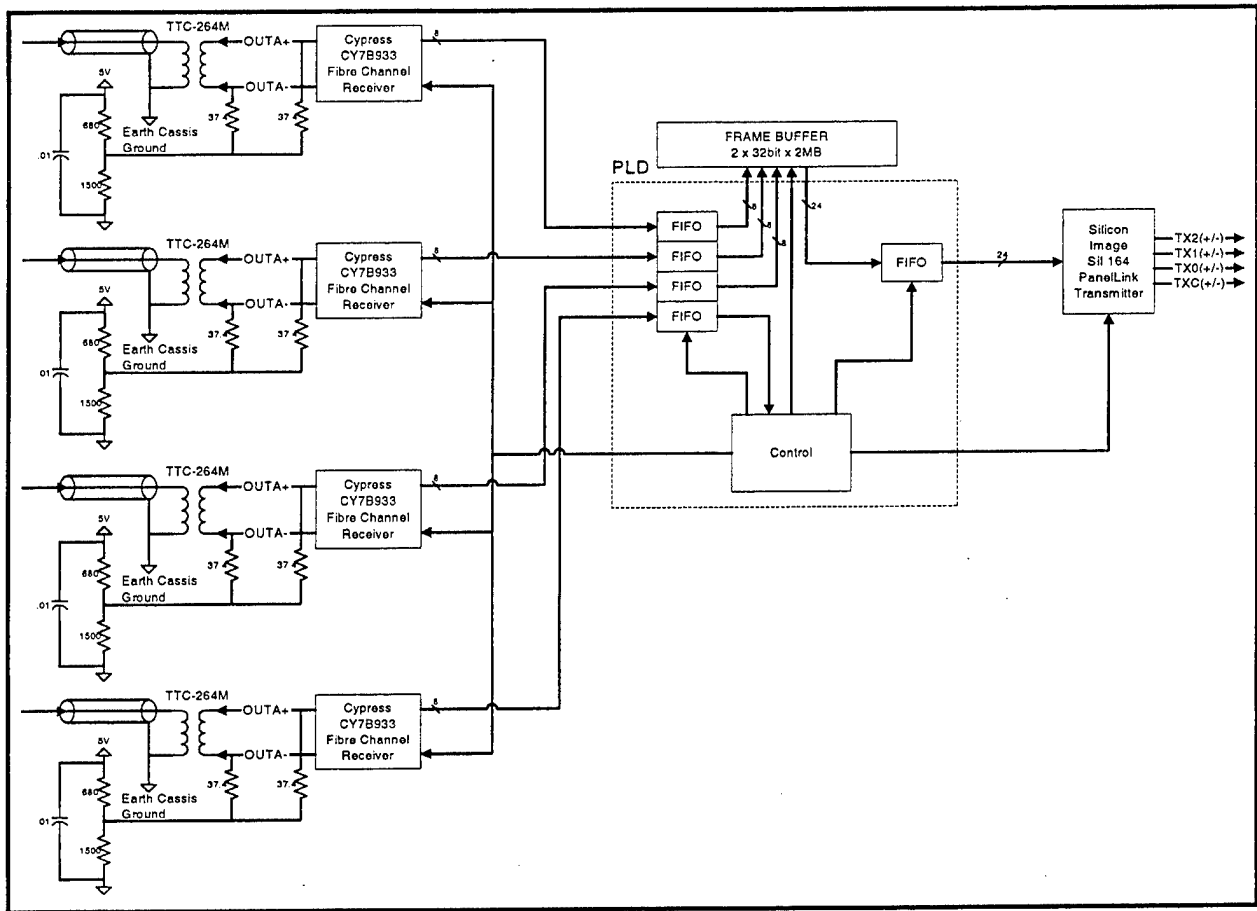 TTC-264M
OUTA+
OUTA-
Cypress
CY7B933
Fibre Channel
Receiver
8
5V
680
.01
1500
Earth Cassis
Ground
37
37
TTC-264M
OUTA+
OUTA-
Cypress
CY7B933
Fibre Channel
Receiver
8
5V
680
.01
1500
Earth Cassis
Ground
37.4
37.4
TTC-264M
OUTA+
OUTA-
Cypress
CY7B933
Fibre Channel
Receiver
8
5V
680
.01
1500
Earth Cassis
Ground
37
37
TTC-264M
OUTA+
OUTA-
Cypress
CY7B933
Fibre Channel
Receiver
8
5V
680
01
1500
Earth Cassis
Ground
37.4
37.4
FRAME BUFFER
2 x 32bit x 2MB
PLD
8
8
8
24
FIFO
FIFO
FIFO
FIFO
FIFO
24
Control
Silicon
Image
SiI 164
PanelLink
Transmitter
TX2(+/-)
TX1(+/-)
TX0(+/-)
TXC(+/-)